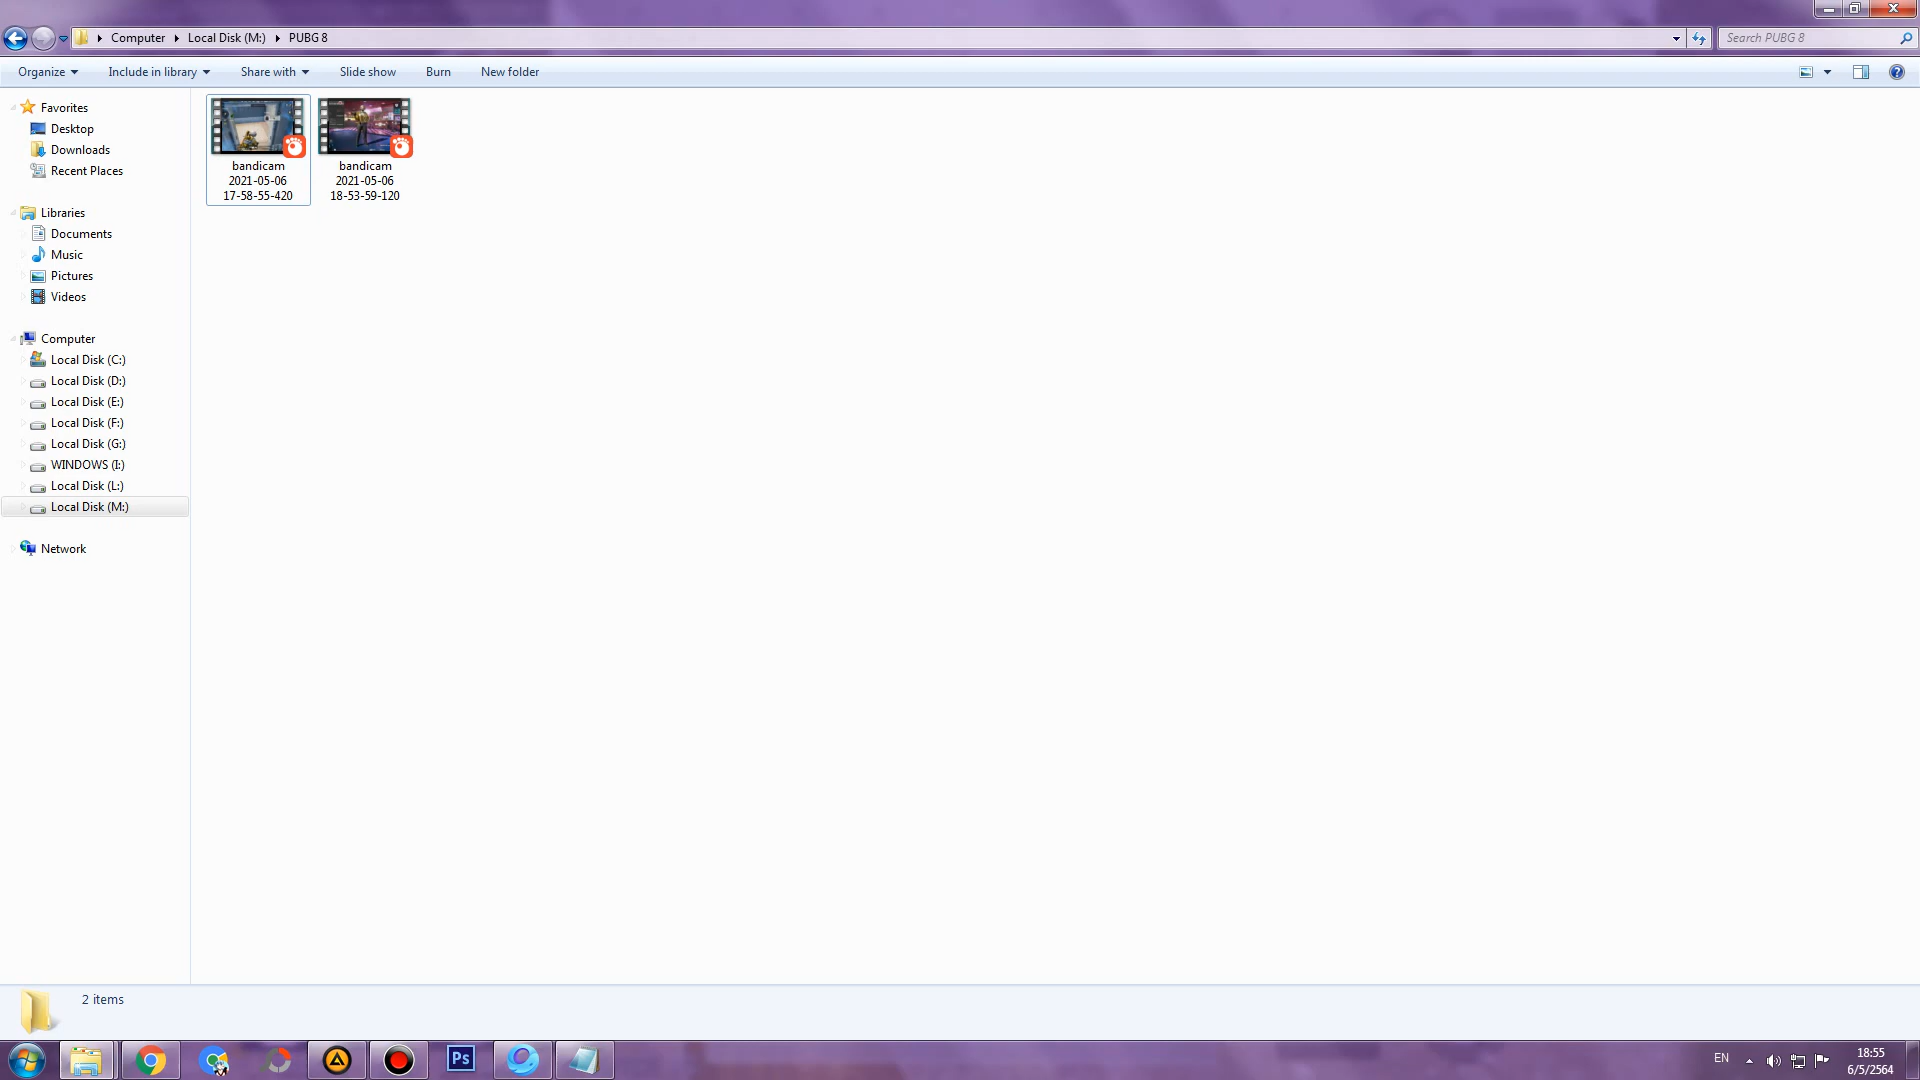 Computer
Local Disk (M:)
PUBG 8
Search PUBG 8
Organize
Include in library
Share with
Slide show
Burn
New folder
Favorites
Desktop
Downloads
Recent Places
Libraries
Documents
Music
Pictures
Videos
Computer
Local Disk (C:)
Local Disk (D:)
Local Disk (E:)
Local Disk (F:)
Local Disk (G:)
WINDOWS (I:)
Local Disk (L:)
Local Disk (M:)
Network
bandicam
2021-05-06
17-58-55-420
bandicam
2021-05-06
18-53-59-120
2 items
Ps
EN
18:55
6/5/2564